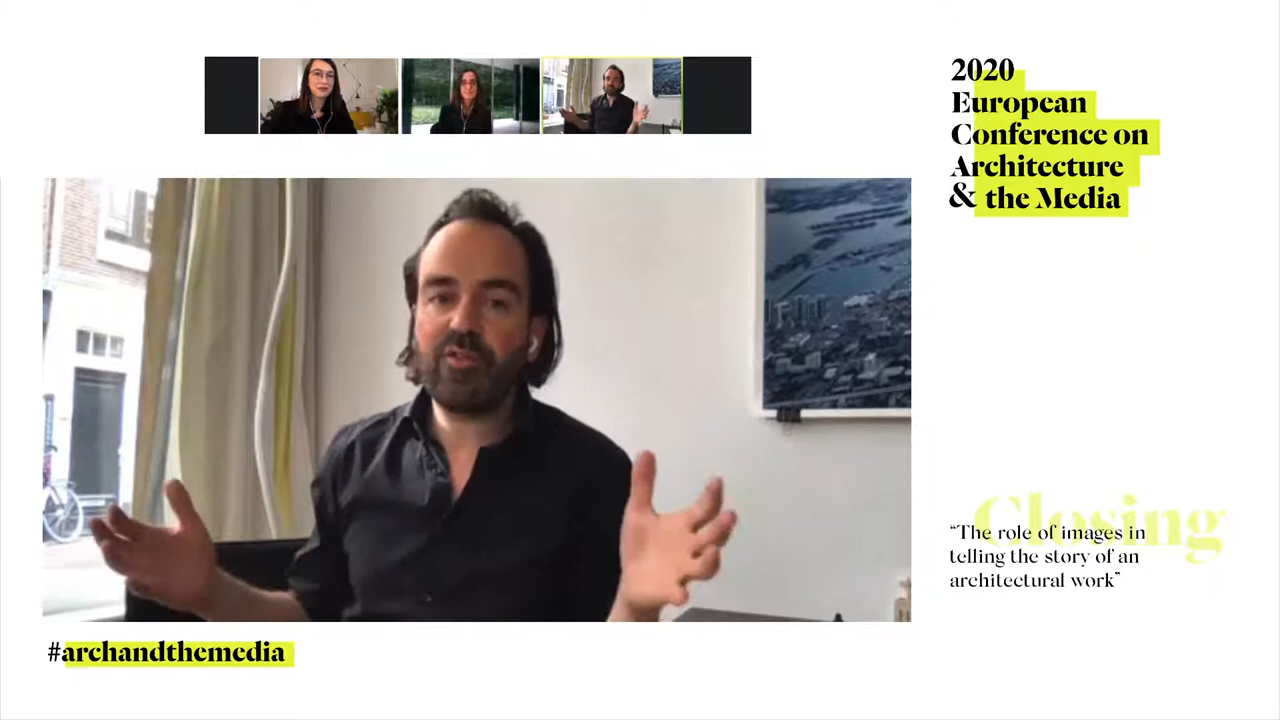 2020
European
Conference on
Architecture
& the Media
Closing
“The role of images in
telling the story of an
architectural work”
#archandthemedia